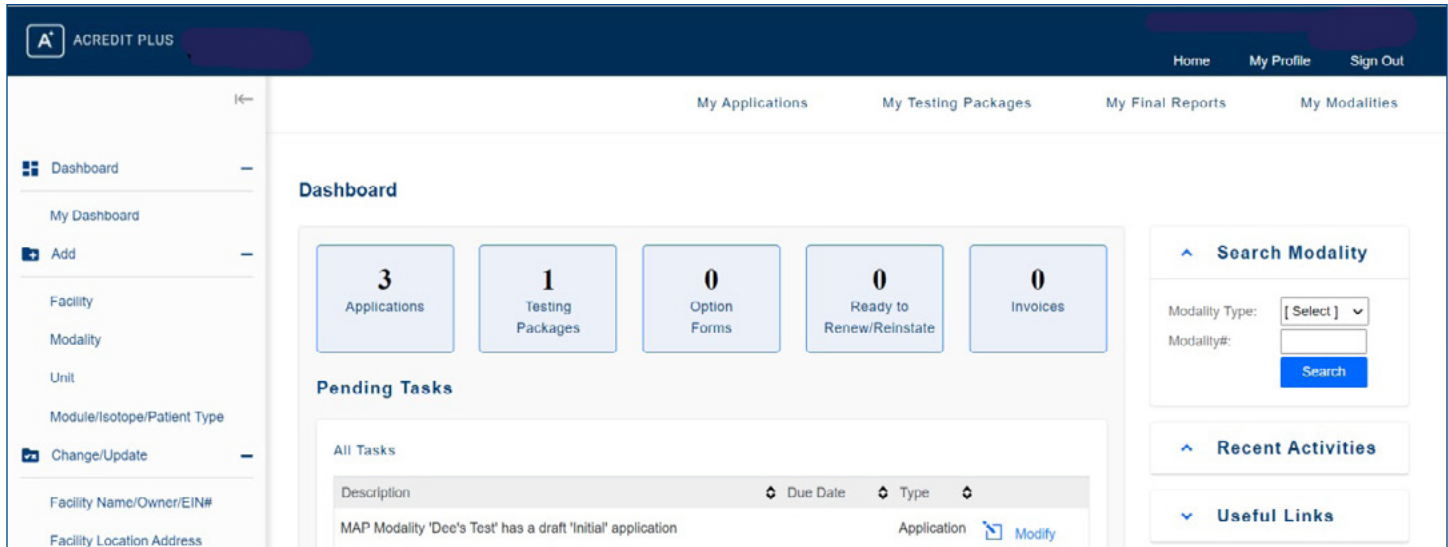 A+ ACREDIT PLUS
Home My Profile Sign Out
My Applications My Testing Packages My Final Reports My Modalities
Dashboard
My Dashboard
Add
Facility
Modality
Unit
Module/Isotope/Patient Type
Change/Update
Facility Name/Owner/EIN#
Facility Location Address
Dashboard
3
Applications
1
Testing
Packages
0
Option
Forms
0
Ready to
Renew/Reinstate
0
Invoices
Pending Tasks
All Tasks
Description Due Date Type
MAP Modality 'Dee's Test' has a draft 'Initial' application Application Modify
Search Modality
Modality Type: [ Select ]
Modality#:
Search
Recent Activities
Useful Links